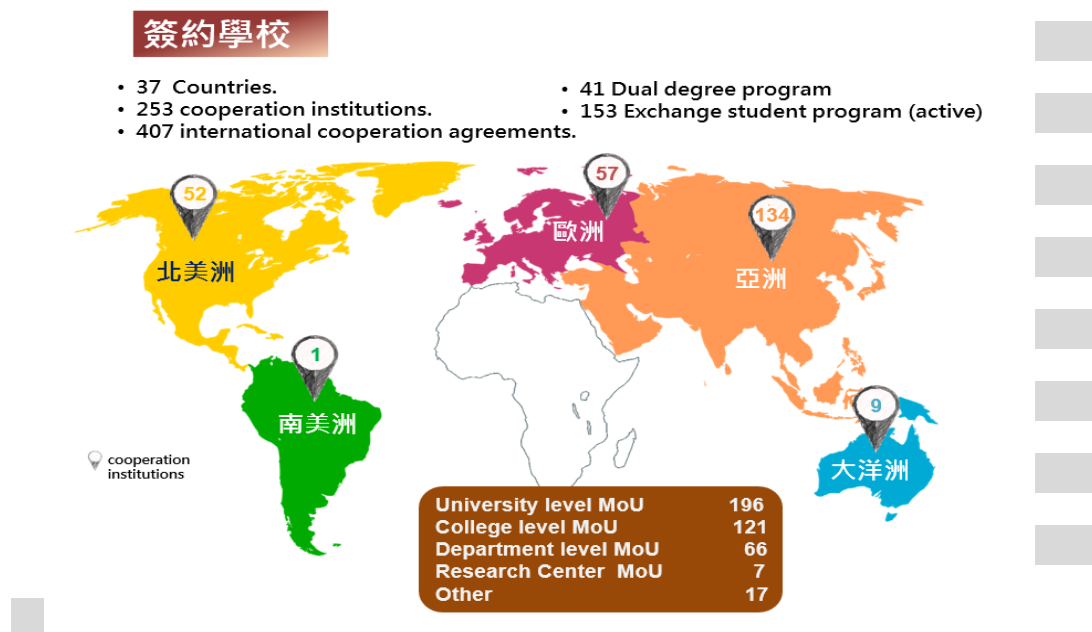 簽約學校
• 37 Countries.
• 253 cooperation institutions.
• 407 international cooperation agreements.
• 41 Dual degree program
• 153 Exchange student program (active)
52
57
134
北美洲
歐洲
亞洲
1
9
南美洲
大洋洲
cooperation
institutions
University level MoU 196
College level MoU 121
Department level MoU 66
Research Center MoU 7
Other 17